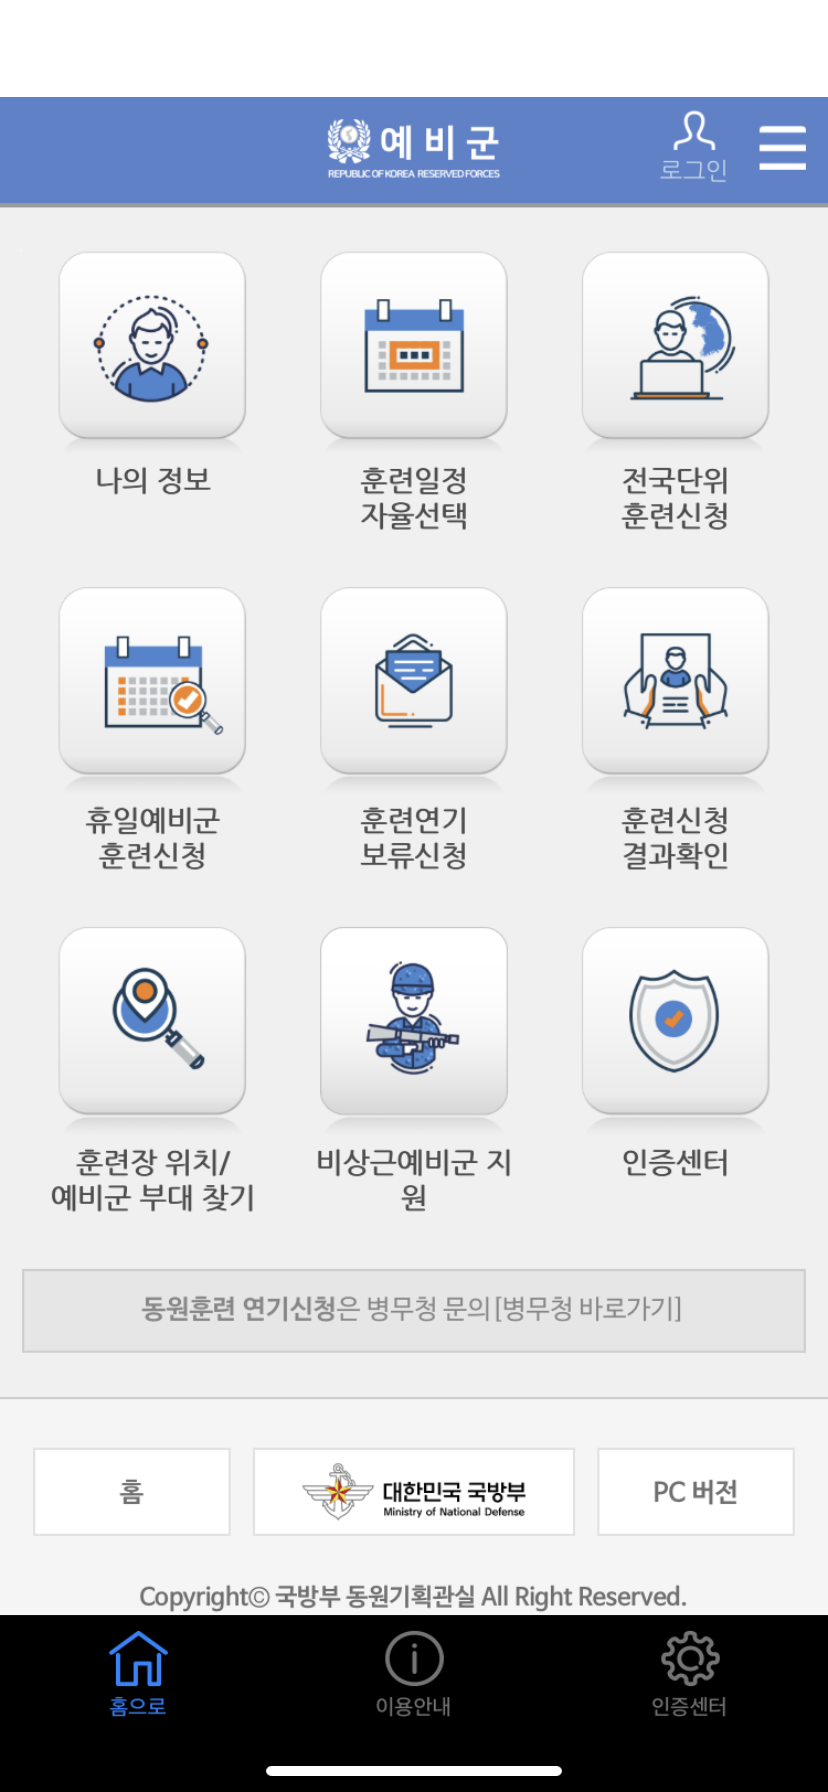 예비군
REPUBLIC OF KOREA RESERVED FORCES
로그인
나의 정보
훈련일정
자율선택
전국단위
훈련신청
휴일예비군
훈련신청
훈련연기
보류신청
훈련신청
결과확인
훈련장 위치/
예비군 부대 찾기
비상근예비군 지
원
인증센터
동원훈련 연기신청은 병무청 문의[병무청 바로가기]
홈
대한민국 국방부
Ministry of National Defense
PC 버전
Copyright© 국방부 동원기획관실 All Right Reserved.
홈으로
이용안내
인증센터